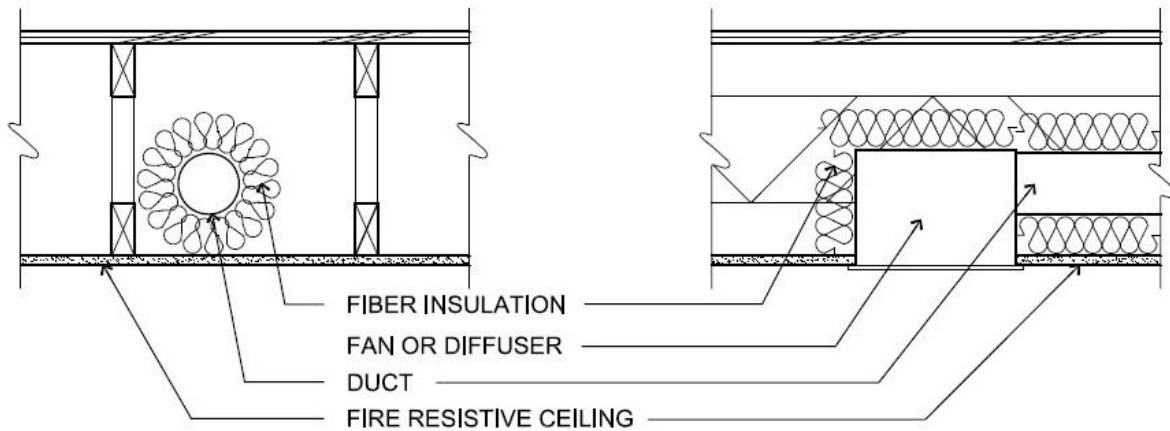 FIBER INSULATION
FAN OR DIFFUSER
DUCT
FIRE RESISTIVE CEILING